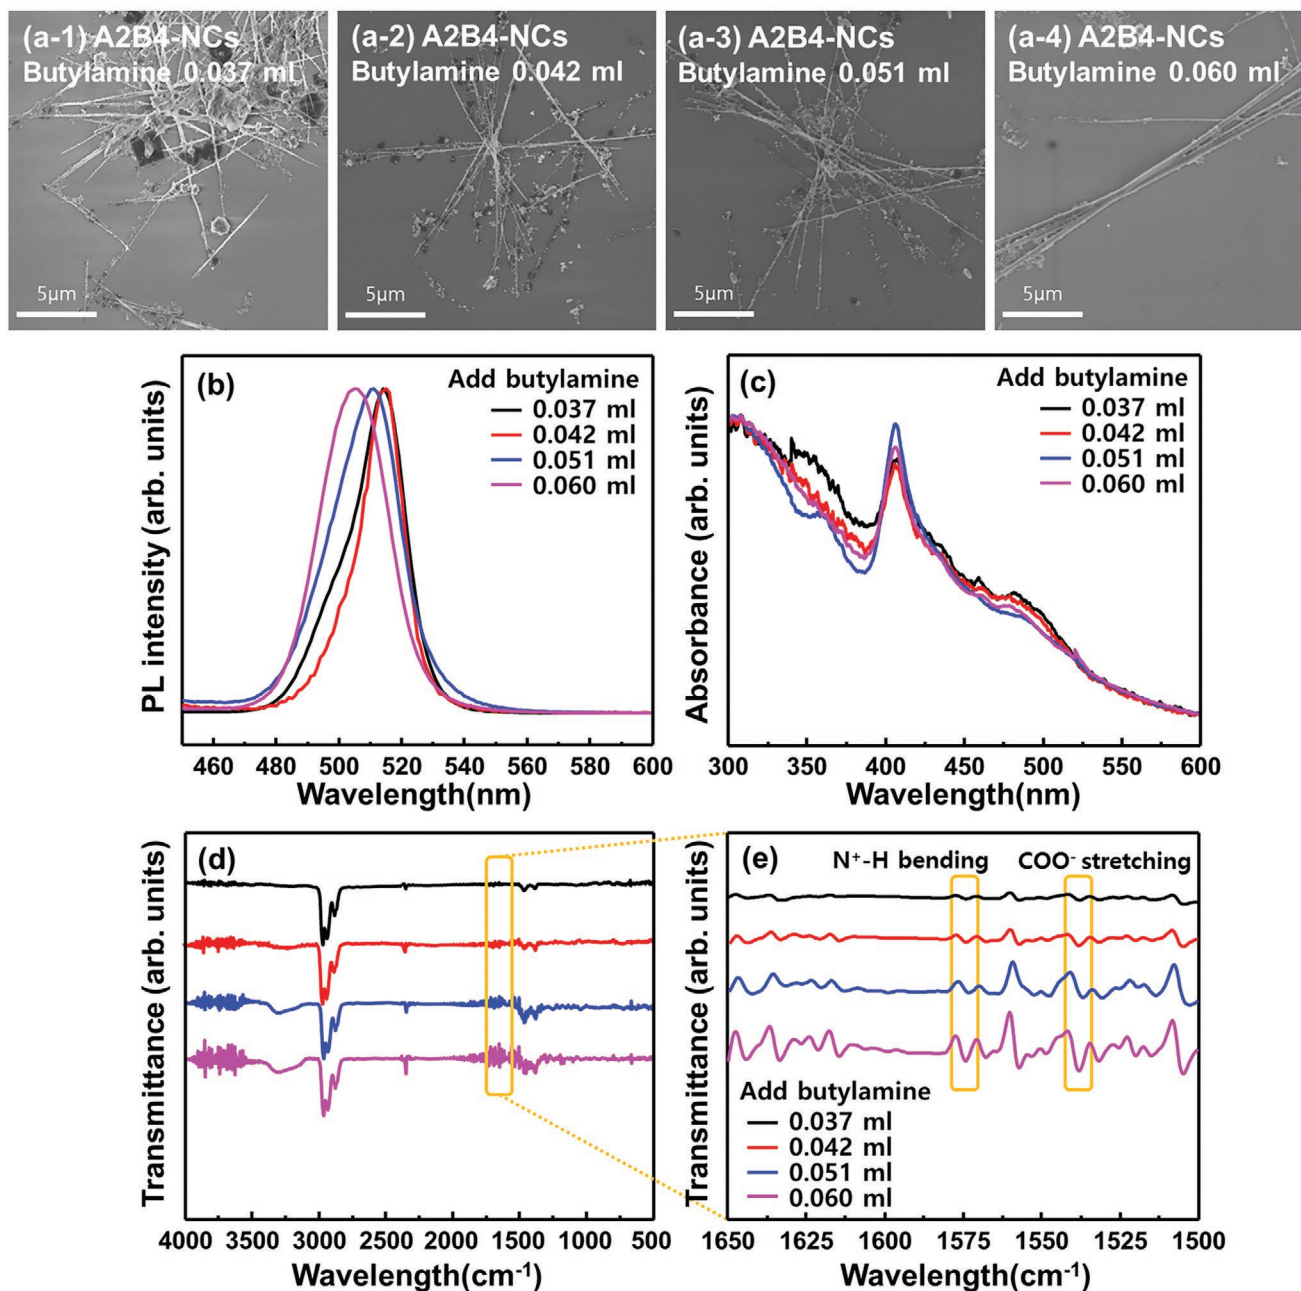 (a-1) A2B4-NCs
Butylamine 0.037 ml
5μm
(a-2) A2B4-NCs
Butylamine 0.042 ml
5μm
(a-3) A2B4-NCs
Butylamine 0.051 ml
5μm
(a-4) A2B4-NCs
Butylamine 0.060 ml
5μm
(b)
Add butylamine
0.037 ml
0.042 ml
0.051 ml
0.060 ml
PL intensity (arb. units)
460 480 500 520 540 560 580 600
Wavelength(nm)
(c)
Add butylamine
0.037 ml
0.042 ml
0.051 ml
0.060 ml
Absorbance (arb. units)
300 350 400 450 500 550 600
Wavelength(nm)
(d)
Transmittance (arb. units)
4000 3500 3000 2500 2000 1500 1000 500
Wavelength(cm⁻¹)
(e)
N⁺-H bending
COO⁻ stretching
Add butylamine
0.037 ml
0.042 ml
0.051 ml
0.060 ml
Transmittance (arb. units)
1650 1625 1600 1575 1550 1525 1500
Wavelength(cm⁻¹)